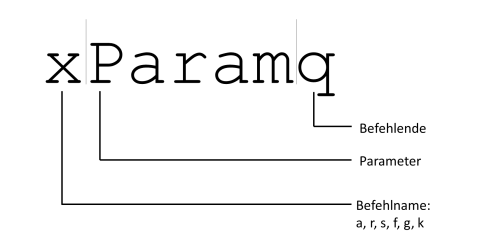 xParamq
Befehlende
Parameter
Befehlname:
a, r, s, f, g, k